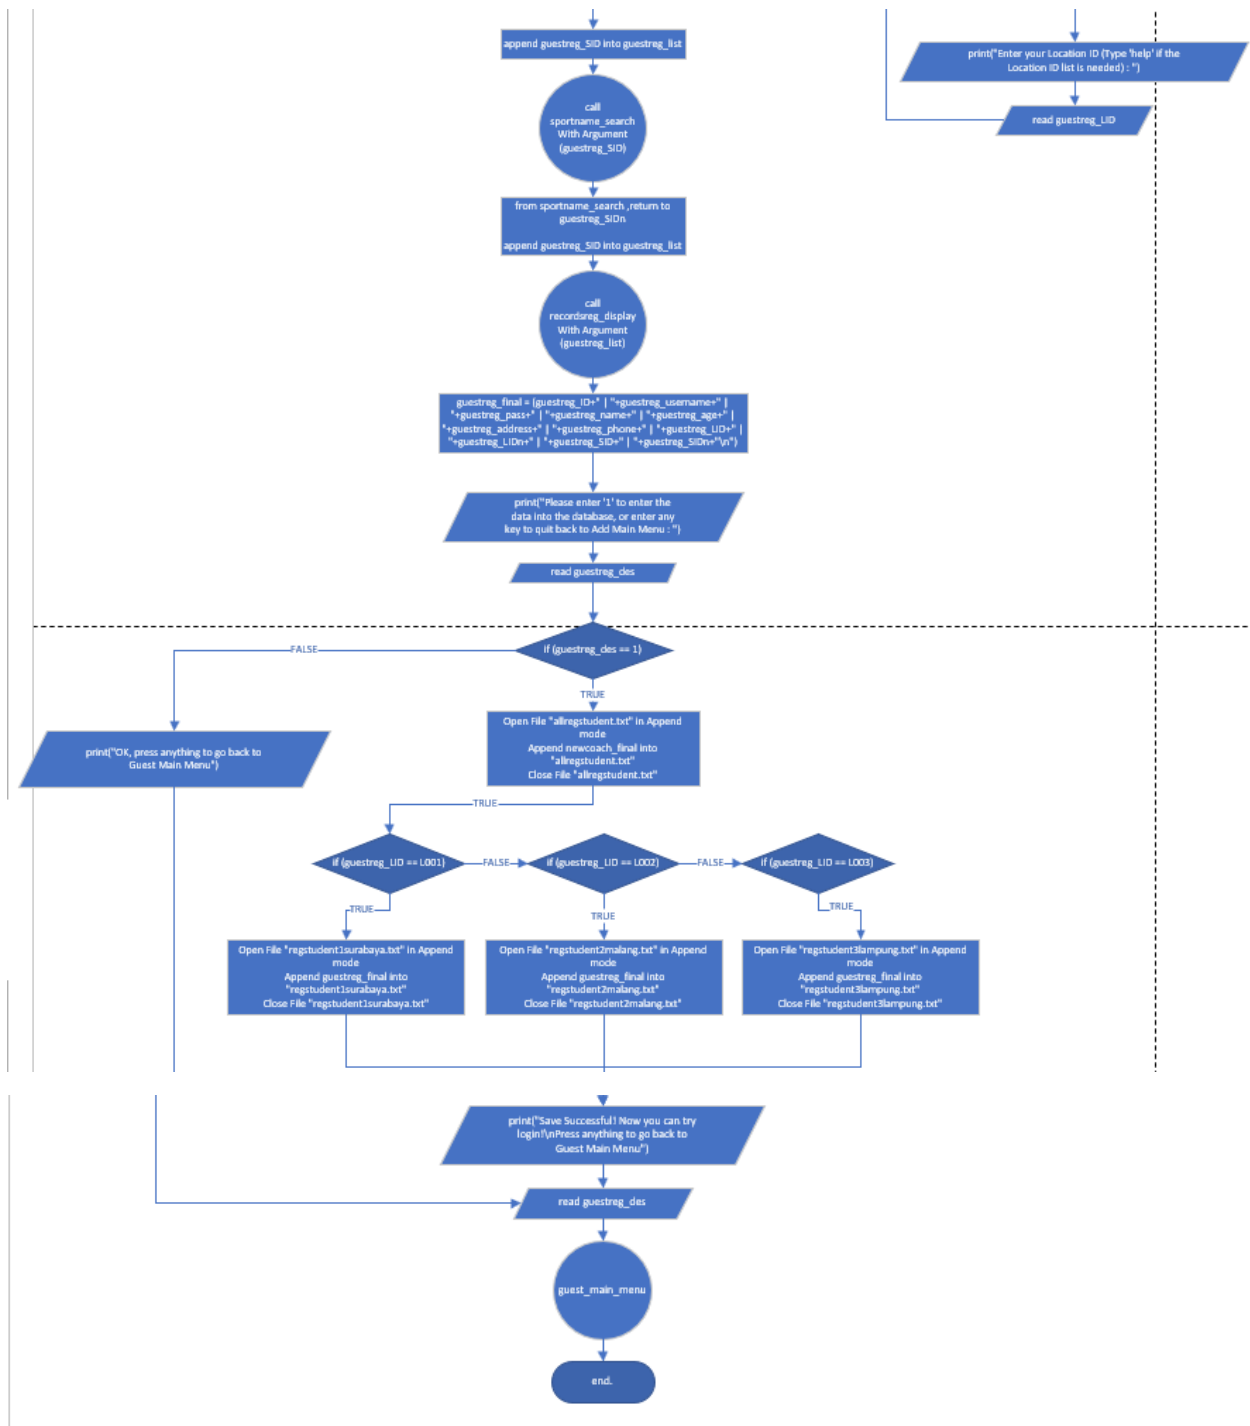 append guestreg_SID into guestreg_list
print("Enter your Location ID (Type 'help' if the
Location ID list is needed) : ")
read guestreg_LID
call
sportname_search
With Argument
(guestreg_SID)
from sportname_search ,return to
guestreg_SIDn
append guestreg_SID into guestreg_list
call
recordsreg_display
With Argument
(guestreg_list)
guestreg_final = (guestreg_ID+" | "+guestreg_username+" |
"+guestreg_pass+" | "+guestreg_name+" | "+guestreg_age+" |
"+guestreg_address+" | "+guestreg_phone+" | "+guestreg_LID+" |
"+guestreg_LIDn+" | "+guestreg_SID+" | "+guestreg_SIDn+"\n")
print("Please enter '1' to enter the
data into the database, or enter any
key to quit back to Add Main Menu : ")
read guestreg_des
if (guestreg_des == 1)
FALSE
TRUE
print("OK, press anything to go back to
Guest Main Menu")
Open File "allregstudent.txt" in Append
mode
Append newcoach_final into
"allregstudent.txt"
Close File "allregstudent.txt"
TRUE
if (guestreg_LID == L001)
FALSE
if (guestreg_LID == L002)
FALSE
if (guestreg_LID == L003)
TRUE
TRUE
TRUE
Open File "regstudent1surabaya.txt" in Append
mode
Append guestreg_final into
"regstudent1surabaya.txt"
Close File "regstudent1surabaya.txt"
Open File "regstudent2malang.txt" in Append
mode
Append guestreg_final into
"regstudent2malang.txt"
Close File "regstudent2malang.txt"
Open File "regstudent3lampung.txt" in Append
mode
Append guestreg_final into
"regstudent3lampung.txt"
Close File "regstudent3lampung.txt"
print("Save Successful! Now you can try
login!\nPress anything to go back to
Guest Main Menu")
read guestreg_des
guest_main_menu
end.